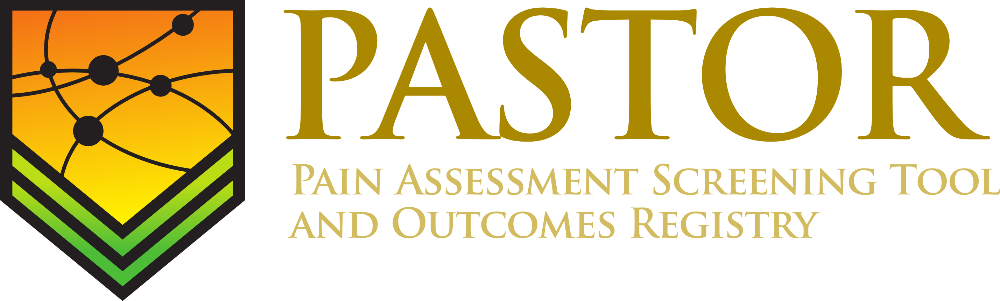 PASTOR
PAIN ASSESSMENT SCREENING TOOL
AND OUTCOMES REGISTRY